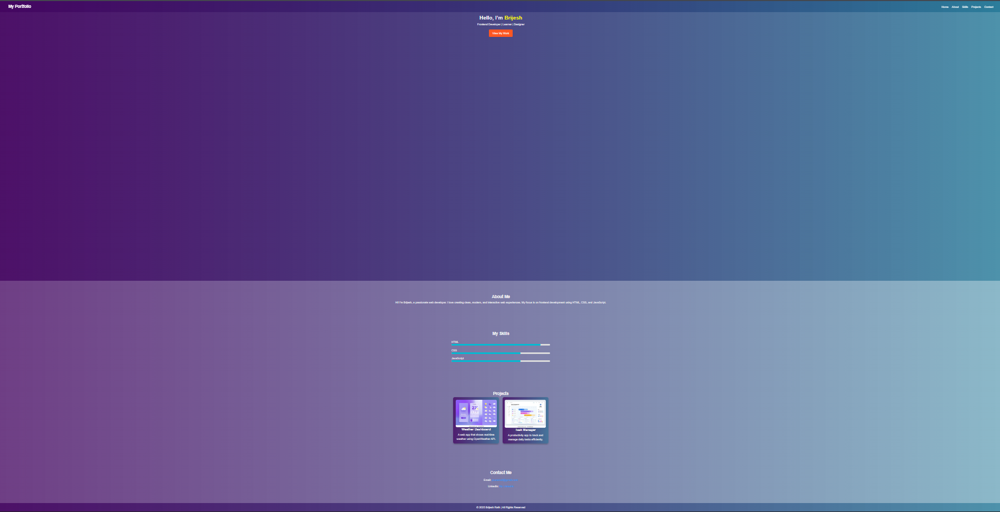 My Portfolio
Home About Skills Projects Contact
Hello, I'm Brijesh
Frontend Developer | Learner | Designer
View My Work
About Me
Hi! I'm Brijesh, a passionate web developer. I love creating clean, modern, and interactive web experiences. My focus is on frontend development using HTML, CSS, and JavaScript.
My Skills
HTML
CSS
JavaScript
Projects
Weather Dashboard
A web app that shows real-time
weather using OpenWeather API.
Task Manager
A productivity app to track and
manage daily tasks efficiently.
Contact Me
Email:
LinkedIn:
© 2025 Brijesh Rath | All Rights Reserved